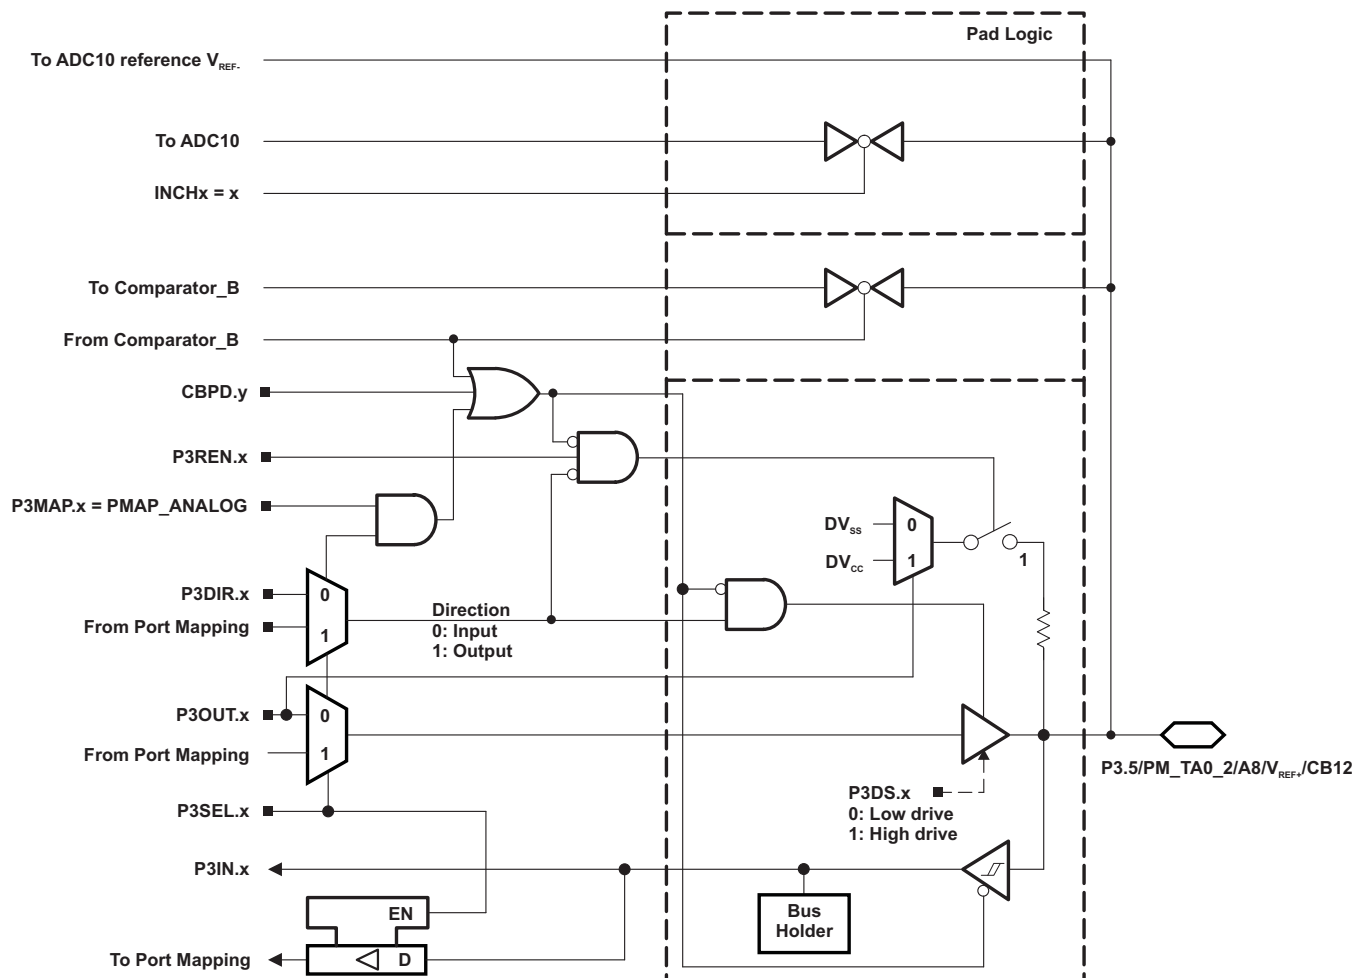 Pad Logic
To ADC10 reference VREF-
To ADC10
INCHx = x
To Comparator_B
From Comparator_B
CBPD.y
P3REN.x
P3MAP.x = PMAP_ANALOG
DVSS
0
DVCC
1
1
P3DIR.x
0
From Port Mapping
1
Direction
0: Input
1: Output
P3OUT.x
0
From Port Mapping
1
P3.5/PM_TA0_2/A8/VREF+/CB12
P3DS.x
0: Low drive
1: High drive
P3SEL.x
P3IN.x
EN
Bus
Holder
To Port Mapping
D